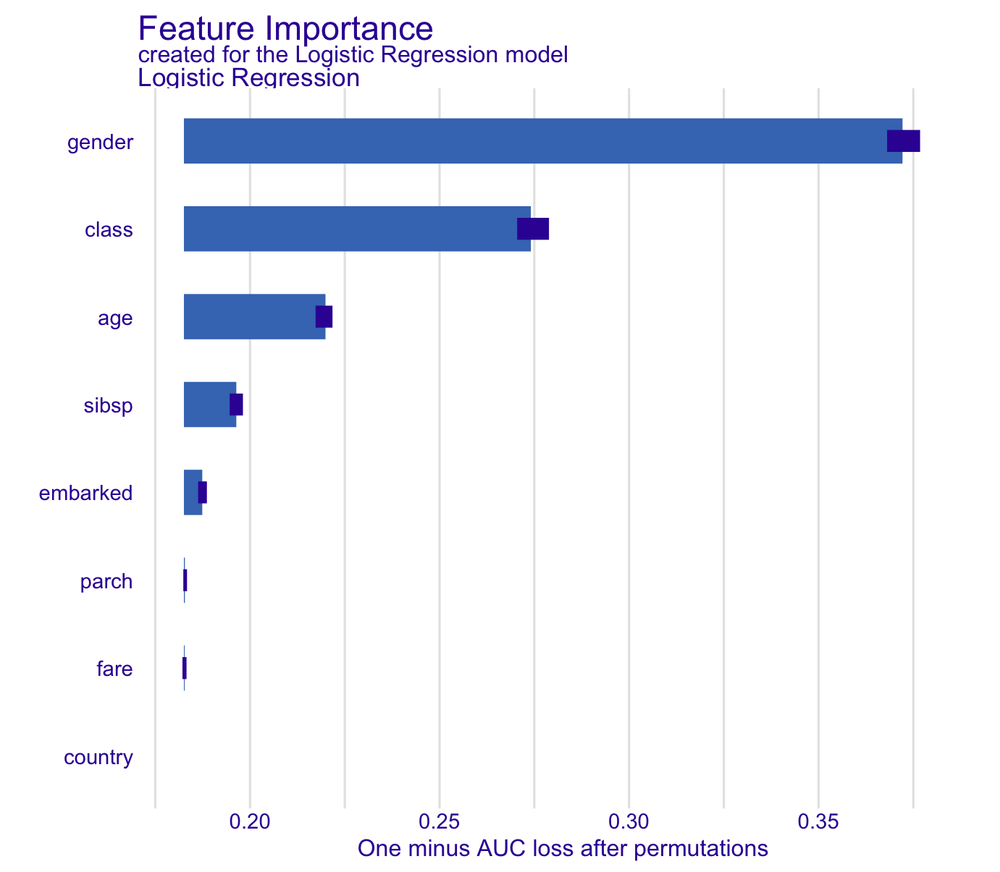 Feature Importance
created for the Logistic Regression model
Logistic Regression
gender
class
age
sibsp
embarked
parch
fare
country
0.20 0.25 0.30 0.35
One minus AUC loss after permutations